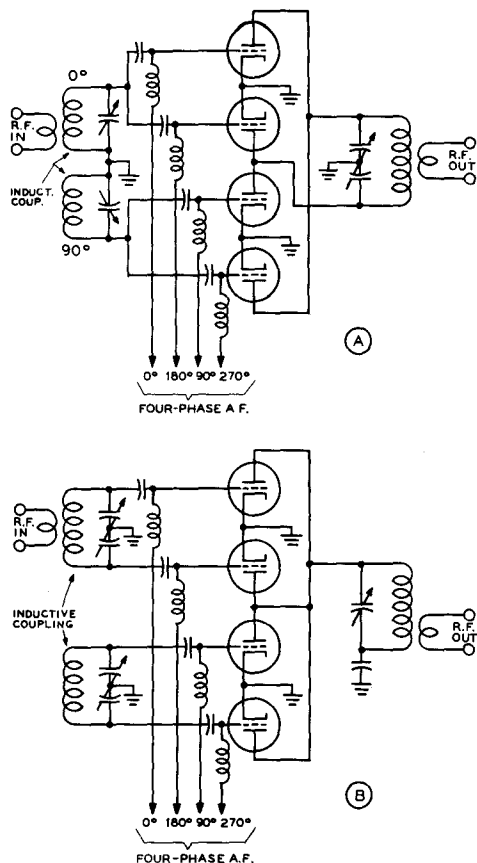 0°
R.F.
IN
INDUCT.
COUP.
90°
R.F.
OUT
A
0° 180° 90° 270°
FOUR-PHASE A F.
R.F.
IN
INDUCTIVE
COUPLING
R.F.
OUT
B
0° 180° 90° 270°
FOUR-PHASE A.F.